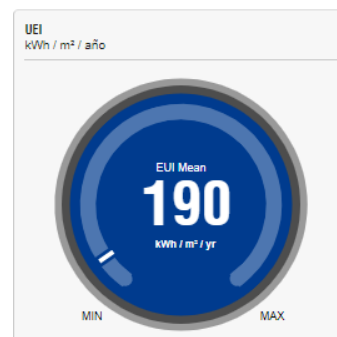 UEI
kWh / m² / año
EUI Mean
190
kWh / m² / yr
MIN
MAX